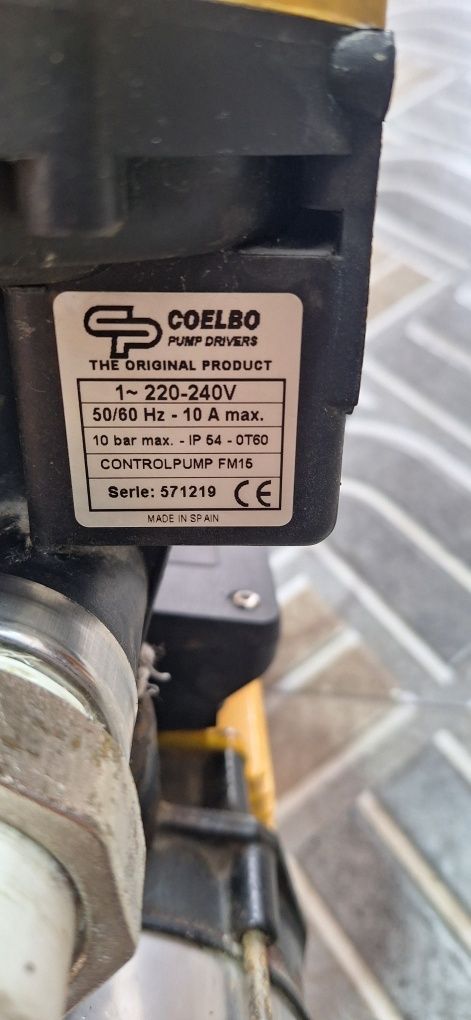 CP COELBO
PUMP DRIVERS
THE ORIGINAL PRODUCT
1~ 220-240V
50/60 Hz - 10 A max.
10 bar max. - IP 54 - 0T60
CONTROLPUMP FM15
Serie: 571219 CE
MADE IN SPAIN